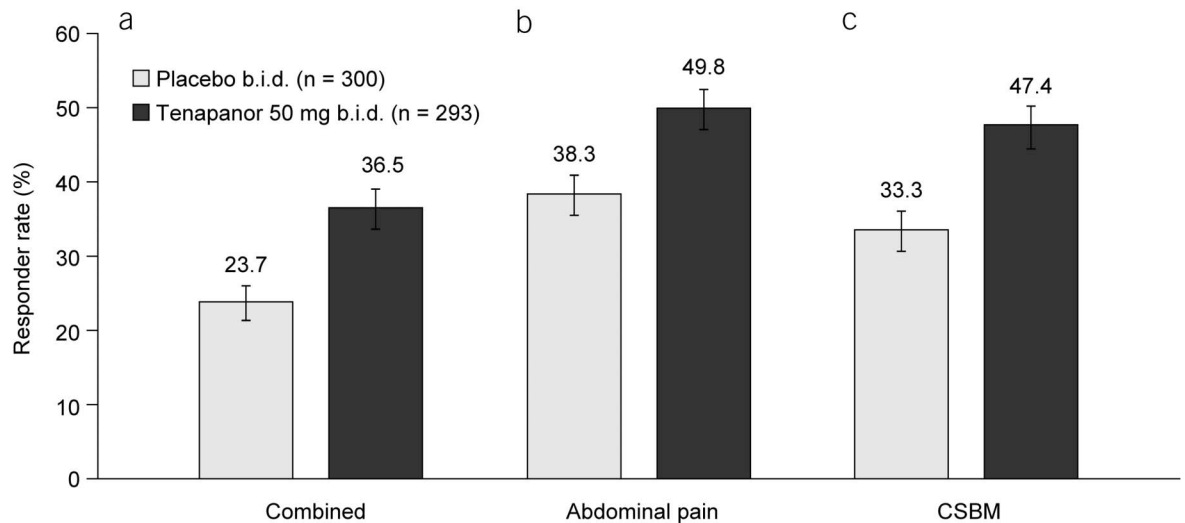 a
b
c
60
50
40
30
20
10
0
Responder rate (%)
Placebo b.i.d. (n = 300)
Tenapanor 50 mg b.i.d. (n = 293)
23.7
36.5
38.3
49.8
33.3
47.4
Combined
Abdominal pain
CSBM